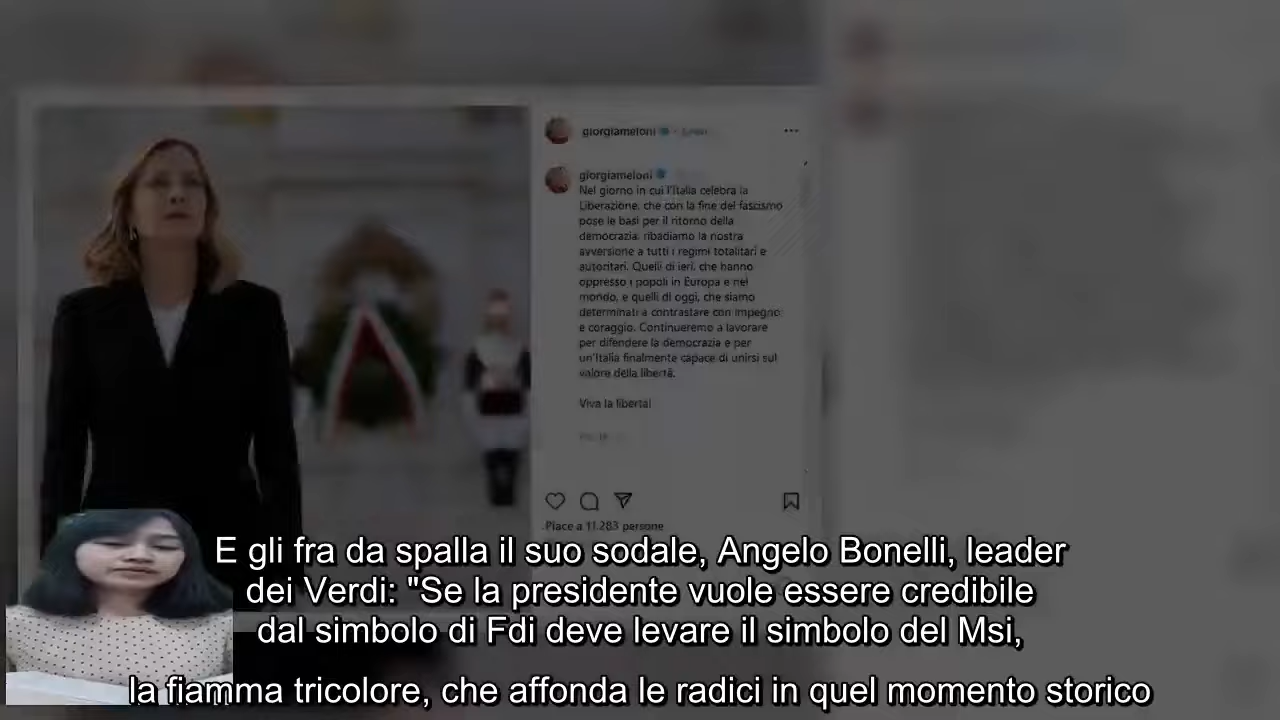 giorgiameloni
giorgiameloni
Nel giorno in cui l'Italia celebra la
Liberazione, che con la fine del fascismo
pose le basi per il ritorno della
democrazia, ribadiamo la nostra
avversione a tutti i regimi totalitari e
autoritari. Quelli di ieri, che hanno
oppresso i popoli in Europa e nel
mondo, e quelli di oggi, che siamo
determinati a contrastare con impegno
e coraggio. Continueremo a lavorare
per difendere la democrazia e per
un'Italia finalmente capace di unirsi sul
valore della libertà.
Viva la libertà!
Piace a 11.283 persone
E gli fra da spalla il suo sodale, Angelo Bonelli, leader
dei Verdi: "Se la presidente vuole essere credibile
dal simbolo di Fdi deve levare il simbolo del Msi,
la fiamma tricolore, che affonda le radici in quel momento storico